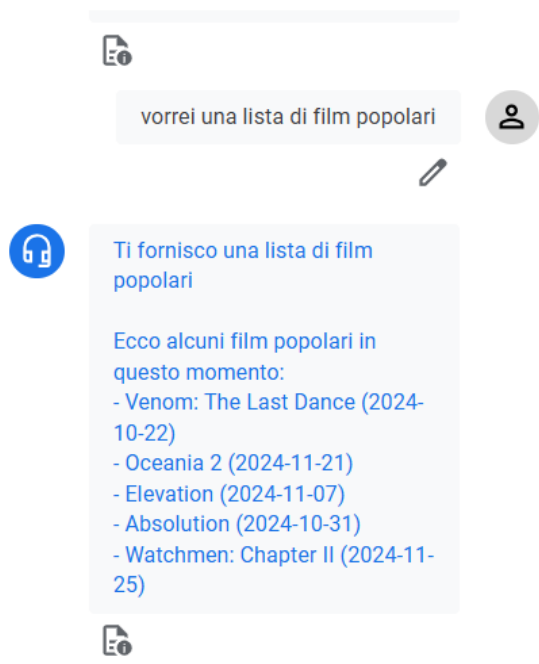 vorrei una lista di film popolari
Ti fornisco una lista di film
popolari
Ecco alcuni film popolari in
questo momento:
- Venom: The Last Dance (2024-
10-22)
- Oceania 2 (2024-11-21)
- Elevation (2024-11-07)
- Absolution (2024-10-31)
- Watchmen: Chapter II (2024-11-
25)